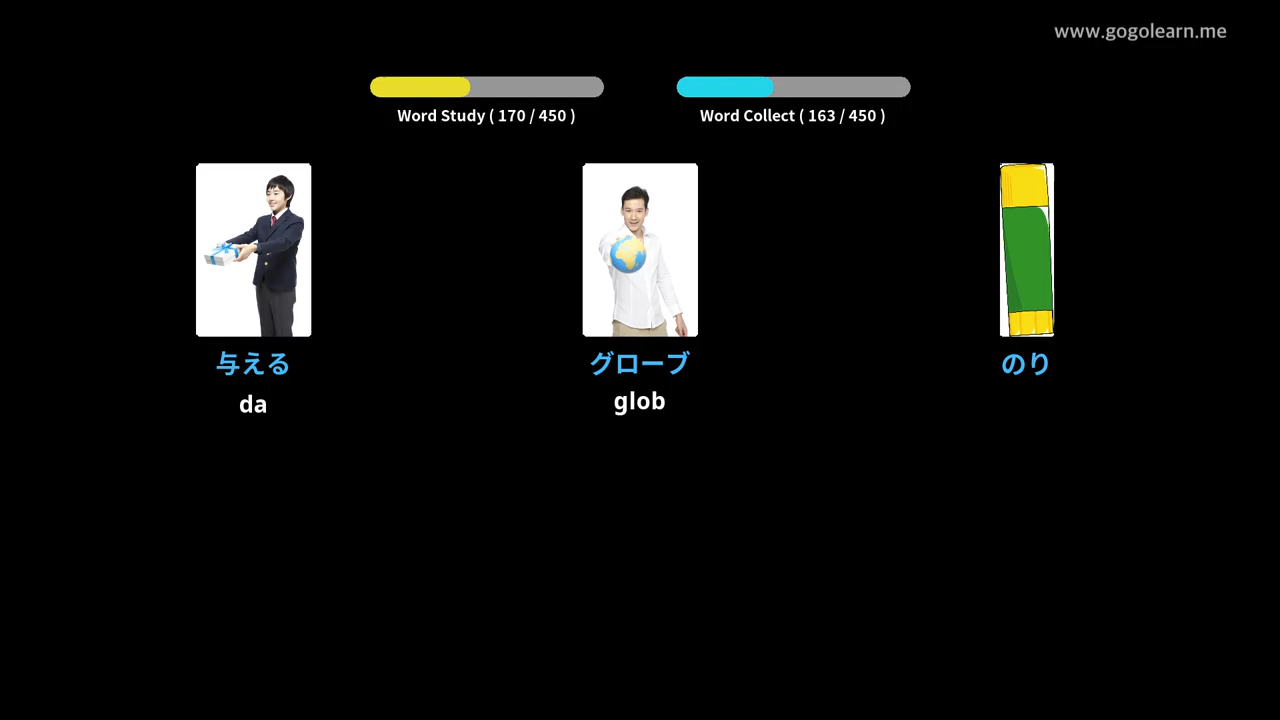 www.gogolearn.me
Word Study ( 170 / 450 )
Word Collect ( 163 / 450 )
与える
グローブ
のり
da
glob